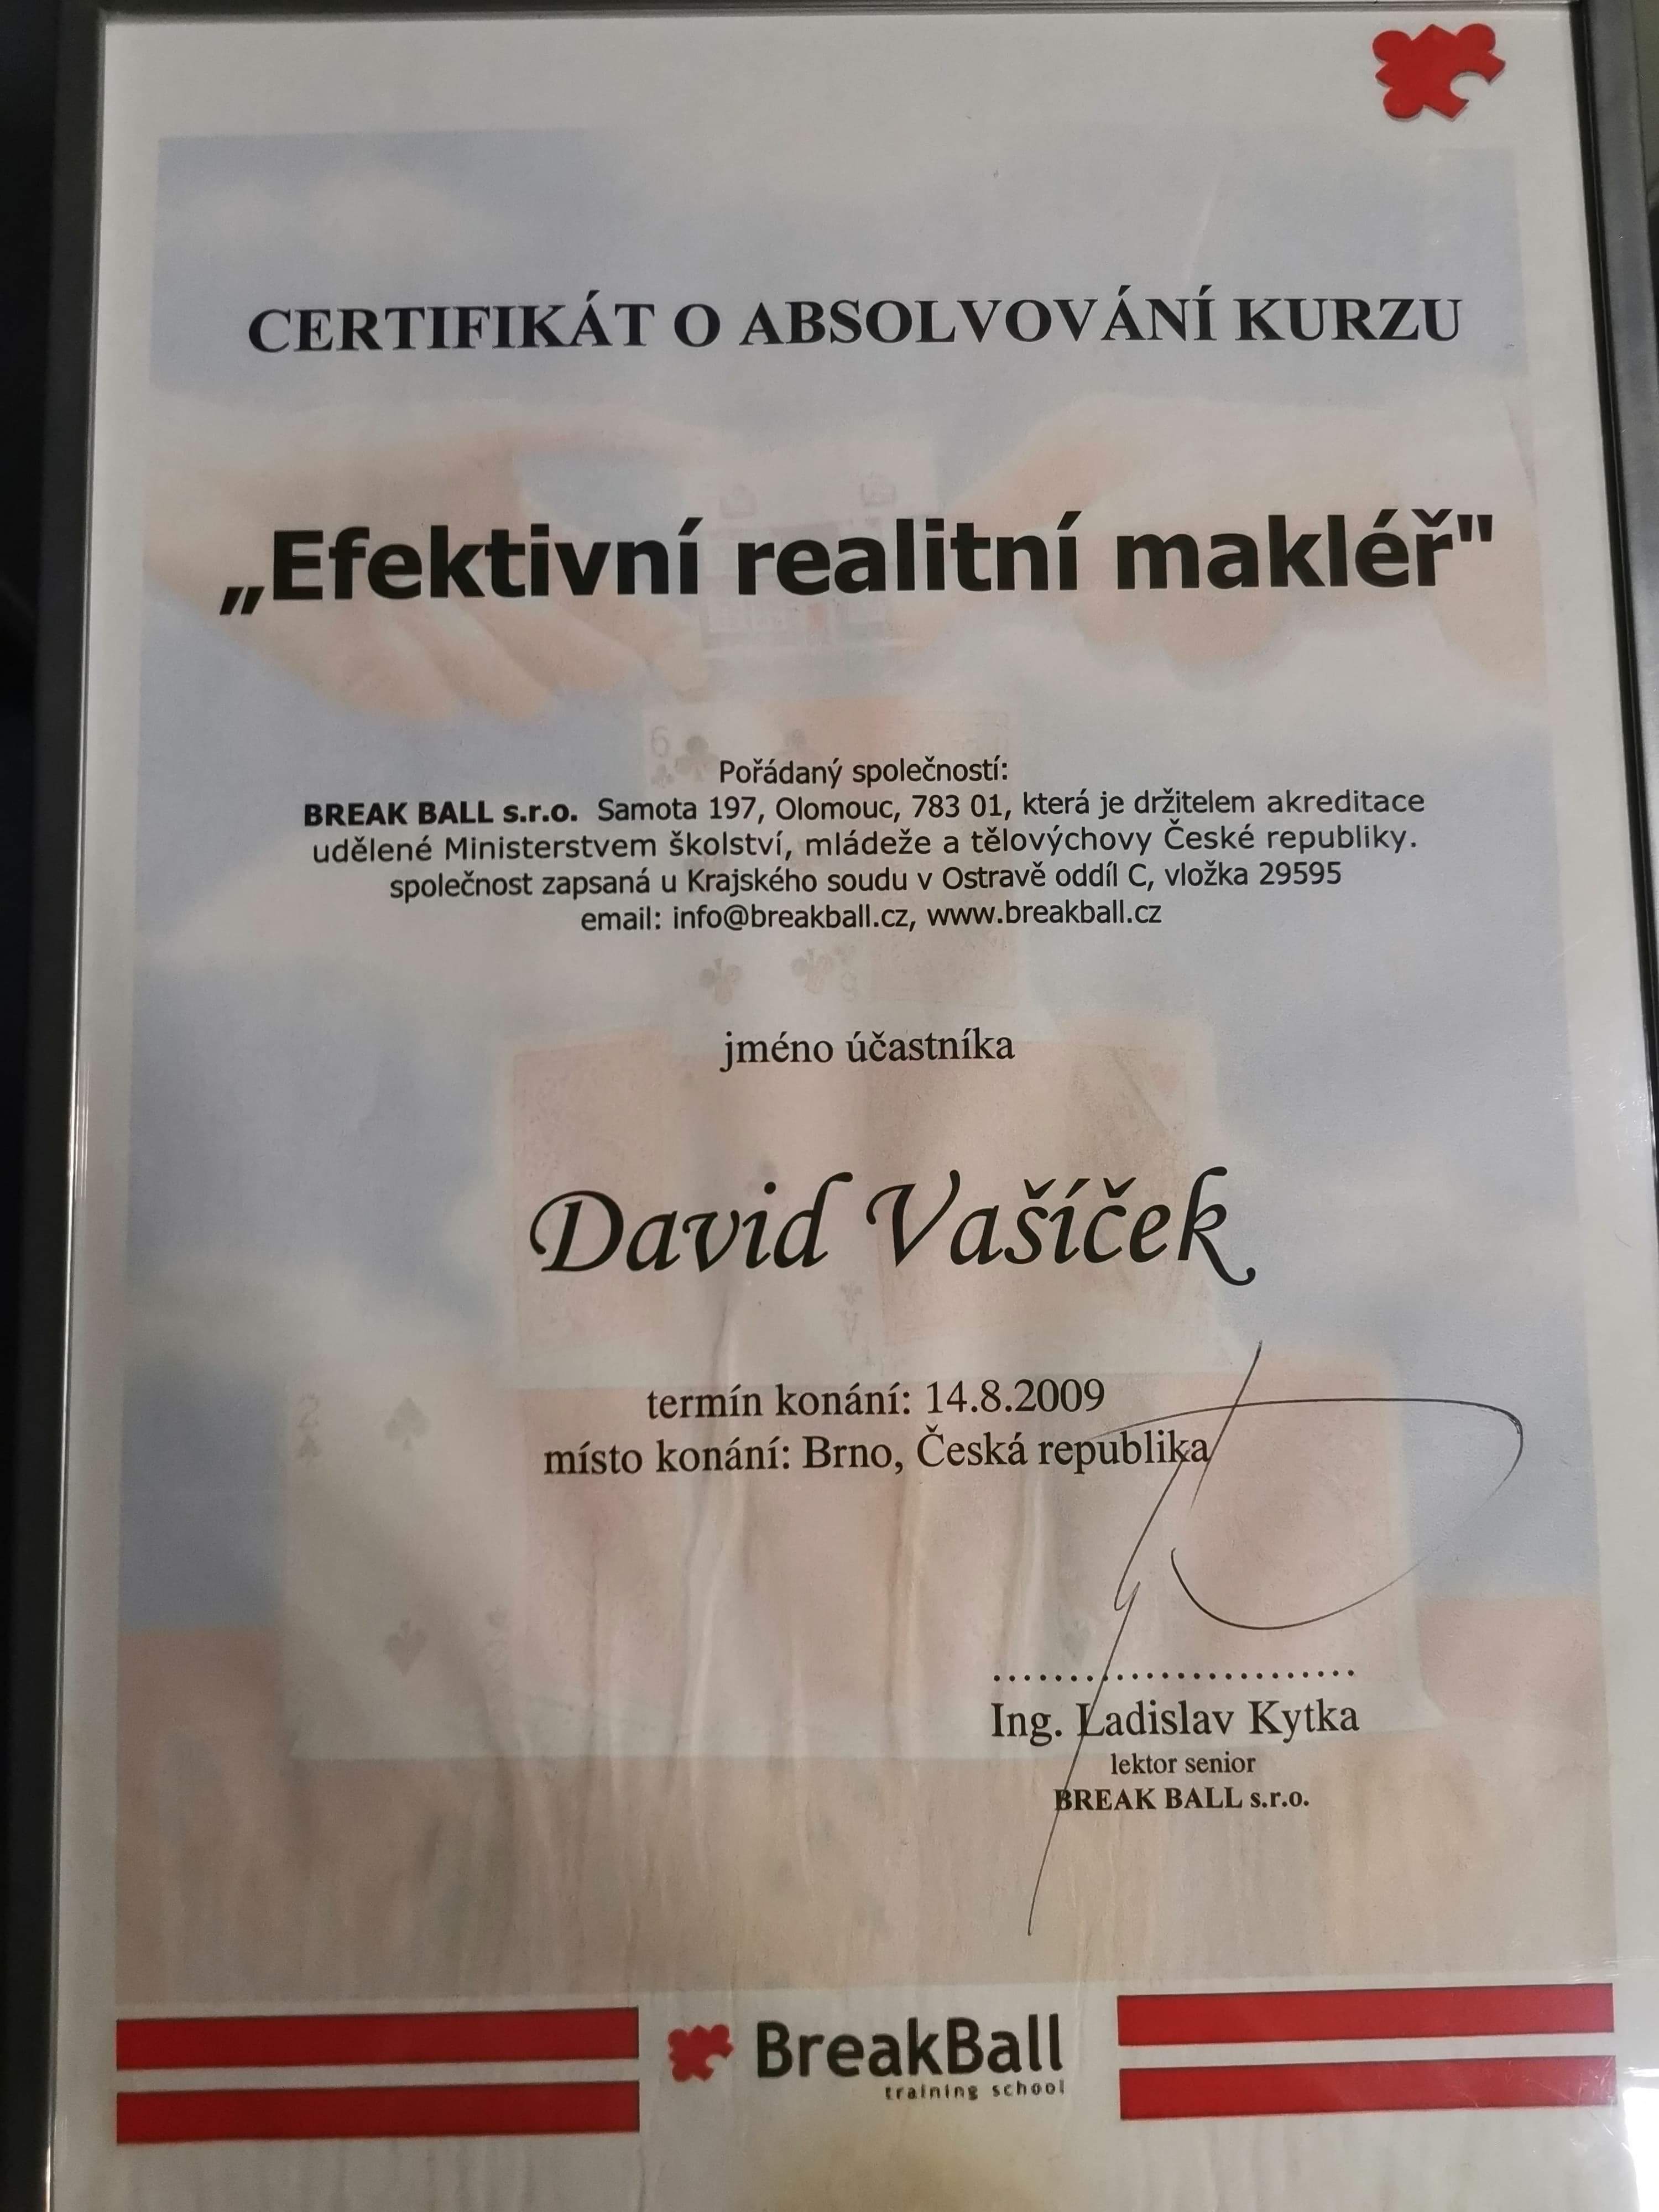 CERTIFIKÁT O ABSOLVOVÁNÍ KURZU
„Efektivní realitní makléř"
Pořádaný společností:
BREAK BALL s.r.o. Samota 197, Olomouc, 783 01, která je držitelem akreditace
udělené Ministerstvem školství, mládeže a tělovýchovy České republiky.
společnost zapsaná u Krajského soudu v Ostravě oddíl C, vložka 29595
email: info@breakball.cz, www.breakball.cz
jméno účastníka
David Vašíček
termín konání: 14.8.2009
místo konání: Brno, Česká republika
........................
Ing. Ladislav Kytka
lektor senior
BREAK BALL s.r.o.
BreakBall
training school